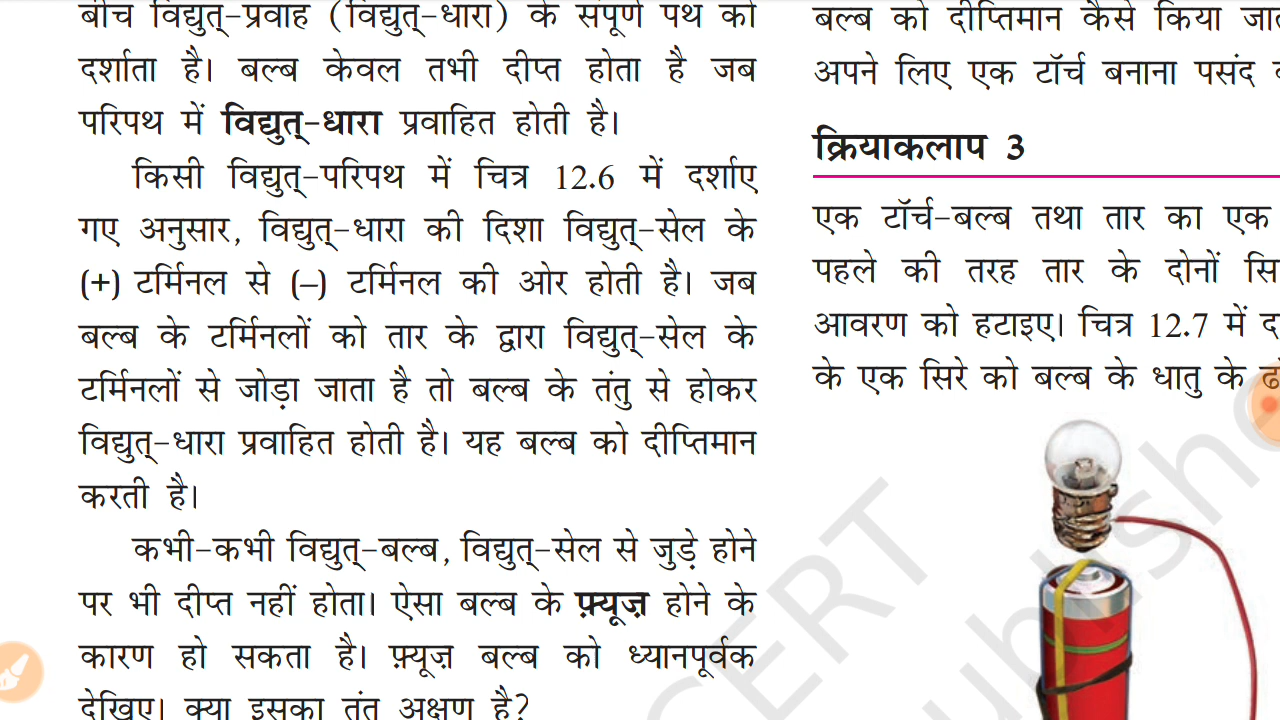 बीच विद्युत्-प्रवाह (विद्युत्-धारा) के संपूर्ण पथ को
दर्शाता है। बल्ब केवल तभी दीप्त होता है जब
परिपथ में विद्युत्-धारा प्रवाहित होती है।
किसी विद्युत्-परिपथ में चित्र 12.6 में दर्शाए
गए अनुसार, विद्युत्-धारा की दिशा विद्युत्-सेल के
(+) टर्मिनल से (–) टर्मिनल की ओर होती है। जब
बल्ब के टर्मिनलों को तार के द्वारा विद्युत्-सेल के
टर्मिनलों से जोड़ा जाता है तो बल्ब के तंतु से होकर
विद्युत्-धारा प्रवाहित होती है। यह बल्ब को दीप्तिमान
करती है।
कभी-कभी विद्युत्-बल्ब, विद्युत्-सेल से जुड़े होने
पर भी दीप्त नहीं होता। ऐसा बल्ब के फ़्यूज़ होने के
कारण हो सकता है। फ़्यूज़ बल्ब को ध्यानपूर्वक
देखिए। क्या इसका तंतु अक्षुण्ण है?
बल्ब को दीप्तिमान कैसे किया
अपने लिए एक टॉर्च बनाना पसंद
क्रियाकलाप 3
एक टॉर्च-बल्ब तथा तार का एक
पहले की तरह तार के दोनों
आवरण को हटाइए। चित्र 12.7 में
के एक सिरे को बल्ब के धातु के